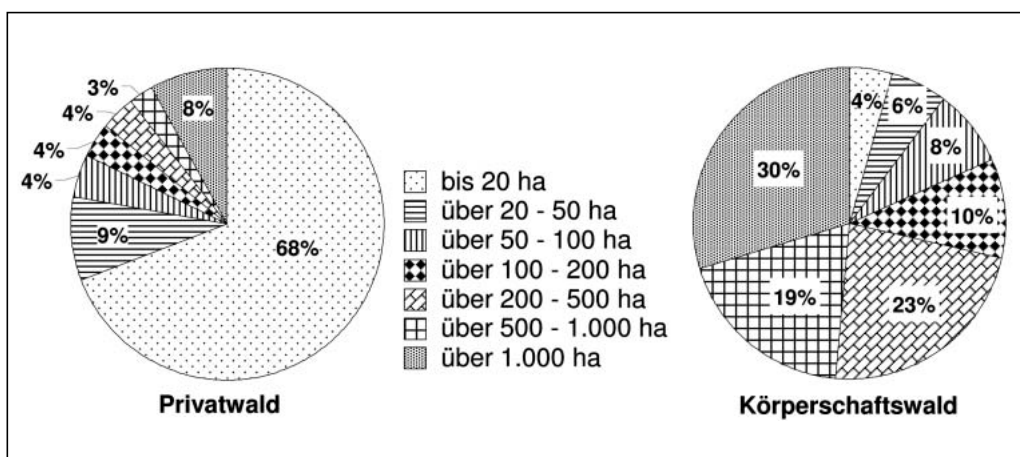 3%
4%
4%
4%
9%
8%
68%
Privatwald
bis 20 ha
über 20 - 50 ha
über 50 - 100 ha
über 100 - 200 ha
über 200 - 500 ha
über 500 - 1.000 ha
über 1.000 ha
4%
6%
8%
10%
23%
19%
30%
Körperschaftswald